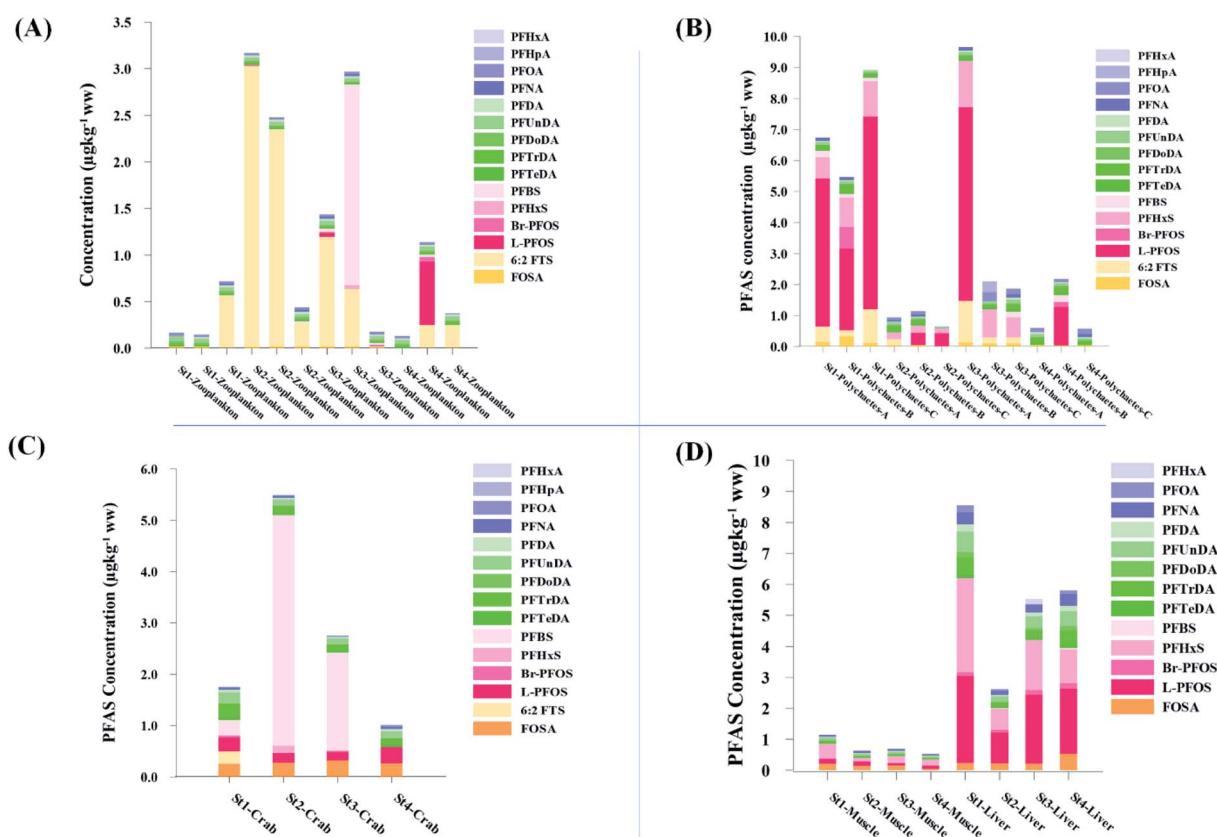 (A)
Concentration (µgkg-1 ww)
3.5
3.0
2.5
2.0
1.5
1.0
0.5
0.0
St1-Zooplankton
St1-Zooplankton
St1-Zooplankton
St2-Zooplankton
St2-Zooplankton
St2-Zooplankton
St3-Zooplankton
St3-Zooplankton
St3-Zooplankton
St4-Zooplankton
St4-Zooplankton
St4-Zooplankton
PFHxA
PFHpA
PFOA
PFNA
PFDA
PFUnDA
PFDoDA
PFTrDA
PFTeDA
PFBS
PFHxS
Br-PFOS
L-PFOS
6:2 FTS
FOSA
(B)
PFAS concentration (µgkg-1 ww)
10.0
9.0
8.0
7.0
6.0
5.0
4.0
3.0
2.0
1.0
0.0
St1-Polychaetes-A
St1-Polychaetes-B
St1-Polychaetes-C
St2-Polychaetes-A
St2-Polychaetes-B
St2-Polychaetes-C
St3-Polychaetes-A
St3-Polychaetes-B
St3-Polychaetes-C
St4-Polychaetes-A
St4-Polychaetes-B
St4-Polychaetes-C
PFHxA
PFHpA
PFOA
PFNA
PFDA
PFUnDA
PFDoDA
PFTrDA
PFTeDA
PFBS
PFHxS
Br-PFOS
L-PFOS
6:2 FTS
FOSA
(C)
PFAS Concentration (µgkg-1 ww)
6.0
5.0
4.0
3.0
2.0
1.0
0.0
St1-Crab
St2-Crab
St3-Crab
St4-Crab
PFHxA
PFHpA
PFOA
PFNA
PFDA
PFUnDA
PFDoDA
PFTrDA
PFTeDA
PFBS
PFHxS
Br-PFOS
L-PFOS
6:2 FTS
FOSA
(D)
PFAS Concentration (µgkg-1 ww)
10
9
8
7
6
5
4
3
2
1
0
St1-Muscle
St2-Muscle
St3-Muscle
St4-Muscle
St1-Liver
St2-Liver
St3-Liver
St4-Liver
PFHxA
PFOA
PFNA
PFDA
PFUnDA
PFDoDA
PFTrDA
PFTeDA
PFBS
PFHxS
Br-PFOS
L-PFOS
FOSA